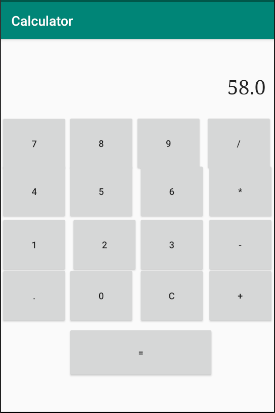 Calculator
58.0
7 8 9 /
4 5 6 *
1 2 3 -
. 0 C +
=